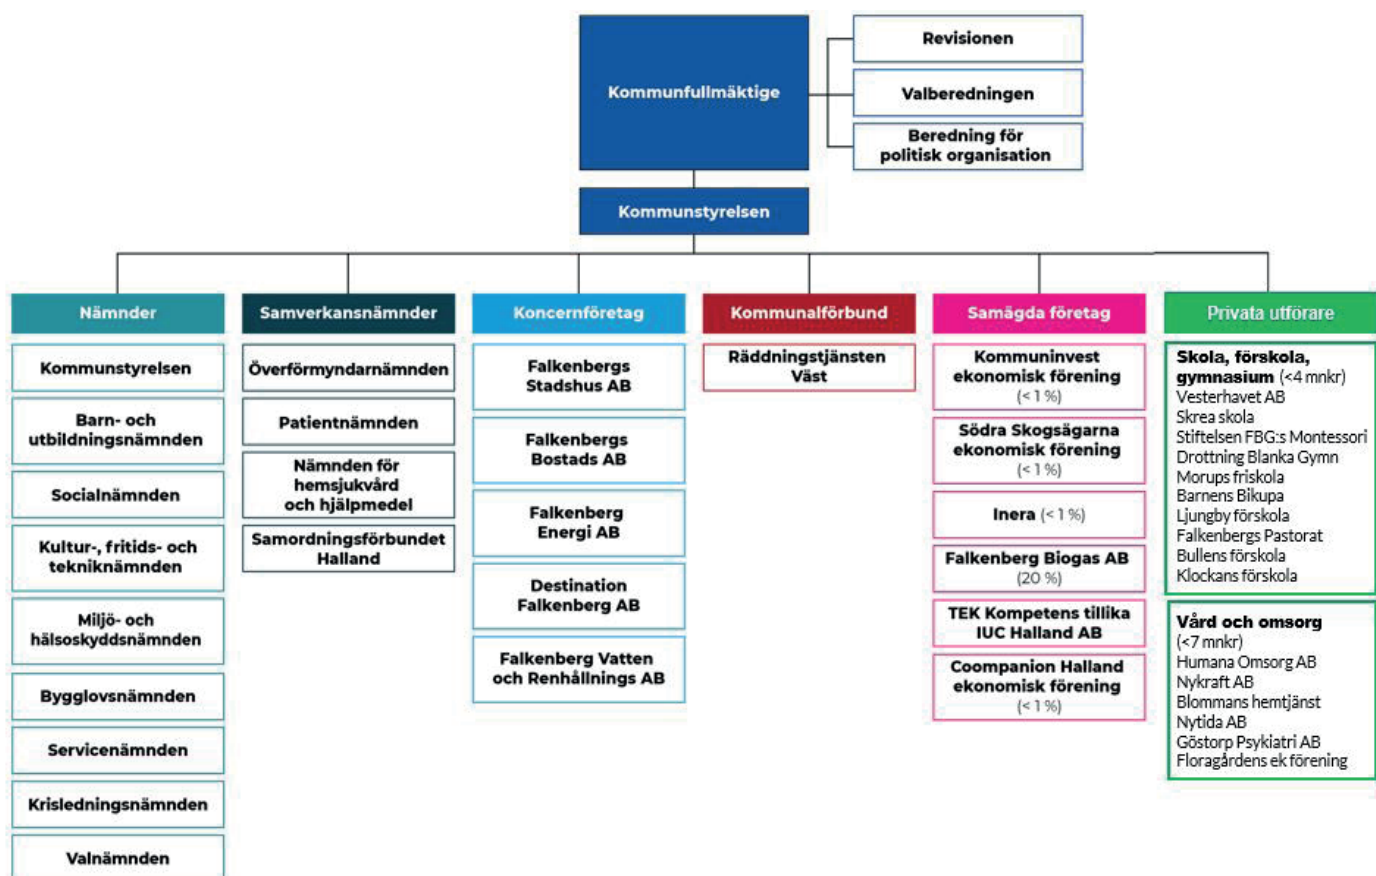 Kommunfullmäktige
Revisionen
Valberedningen
Beredning för
politisk organisation
Kommunstyrelsen
Nämnder
Kommunstyrelsen
Barn- och
utbildningsnämnden
Socialnämnden
Kultur-, fritids- och
tekniknämnden
Miljö- och
hälsoskyddsnämnden
Bygglovsnämnden
Servicenämnden
Krisledningsnämnden
Valnämnden
Samverkansnämnder
Överförmyndarnämnden
Patientnämnden
Nämnden för
hemsjukvård
och hjälpmedel
Samordningsförbundet
Halland
Koncernföretag
Falkenbergs
Stadshus AB
Falkenbergs
Bostads AB
Falkenberg
Energi AB
Destination
Falkenberg AB
Falkenberg Vatten
och Renhållnings AB
Kommunalförbund
Räddningstjänsten
Väst
Samägda företag
Kommuninvest
ekonomisk förening
(< 1 %)
Södra Skogsägarna
ekonomisk förening
(< 1 %)
Inera (< 1 %)
Falkenberg Biogas AB
(20 %)
TEK Kompetens tillika
IUC Halland AB
Coompanion Halland
ekonomisk förening
(< 1 %)
Privata utförare
Skola, förskola,
gymnasium (<4 mnkr)
Vesterhavet AB
Skrea skola
Stiftelsen FBG:s Montessori
Drottning Blanka Gymn
Morups friskola
Barnens Bikupa
Ljungby förskola
Falkenbergs Pastorat
Bullens förskola
Klockans förskola
Vård och omsorg
(<7 mnkr)
Humana Omsorg AB
Nykraft AB
Blommans hemtjänst
Nytida AB
Göstorp Psykiatri AB
Floragårdens ek förening